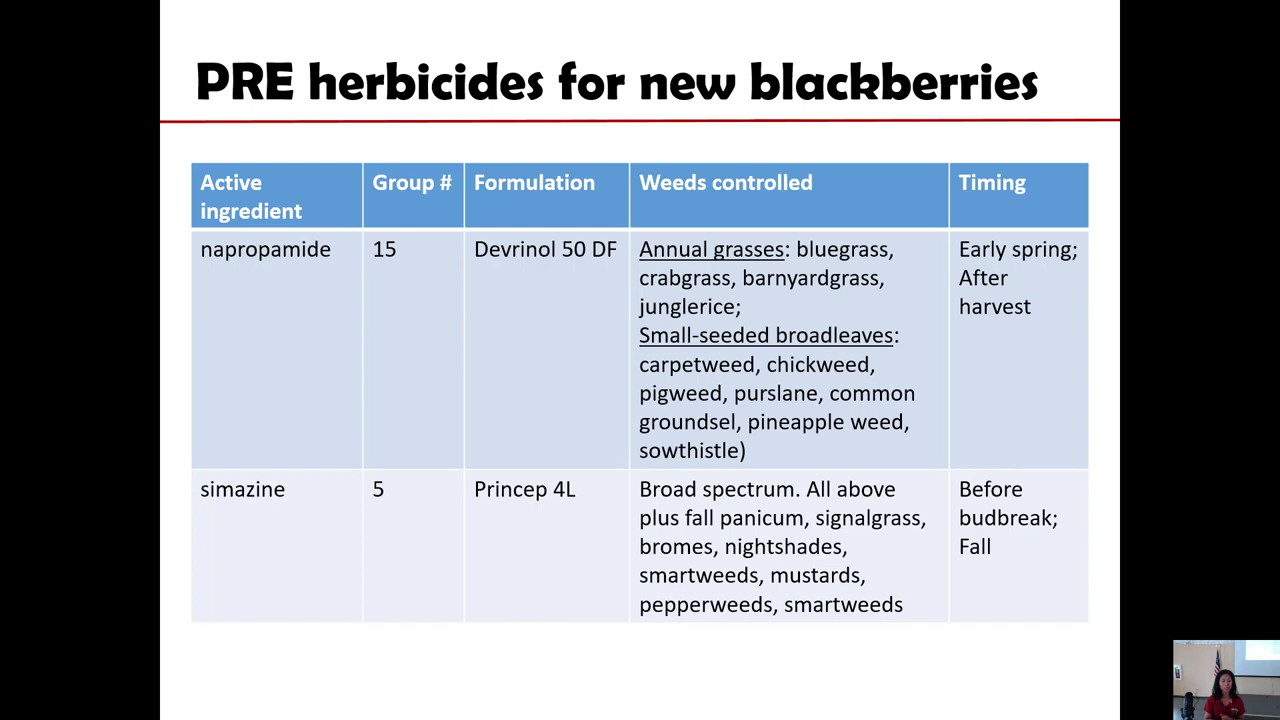 PRE herbicides for new blackberries
Active
ingredient
Group #
Formulation
Weeds controlled
Timing
napropamide
15
Devrinol 50 DF
Annual grasses: bluegrass,
crabgrass, barnyardgrass,
junglerice;
Small-seeded broadleaves:
carpetweed, chickweed,
pigweed, purslane, common
groundsel, pineapple weed,
sowthistle)
Early spring;
After
harvest
simazine
5
Princep 4L
Broad spectrum. All above
plus fall panicum, signalgrass,
bromes, nightshades,
smartweeds, mustards,
pepperweeds, smartweeds
Before
budbreak;
Fall